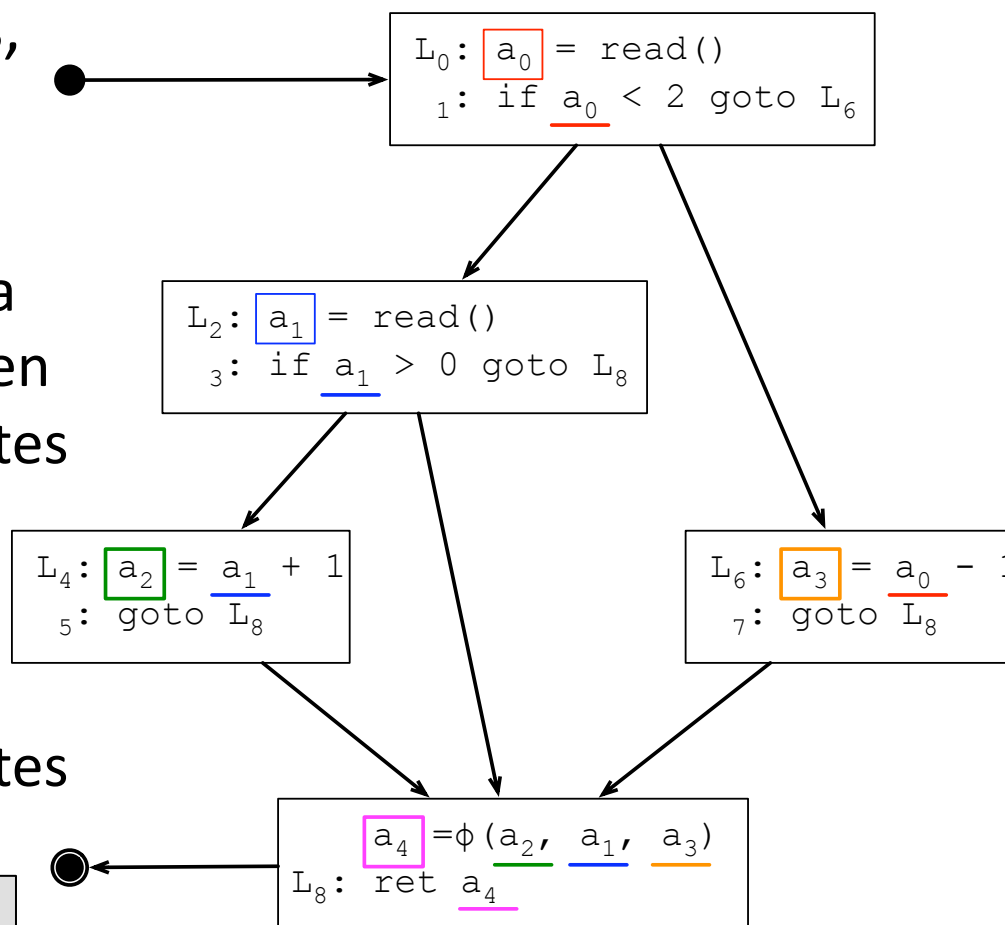 L₀: a₀ = read()
₁: if a₀ < 2 goto L₆
L₂: a₁ = read()
₃: if a₁ > 0 goto L₈
L₄: a₂ = a₁ + 1
₅: goto L₈
L₆: a₃ = a₀ -
₇: goto L₈
a₄ =ϕ(a₂, a₁, a₃)
L₈: ret a₄